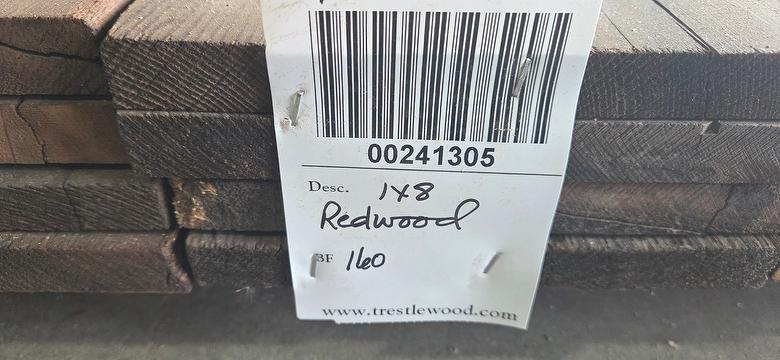 00241305
Desc. 1x8
Redwood
BF 160
www.trestlewood.com